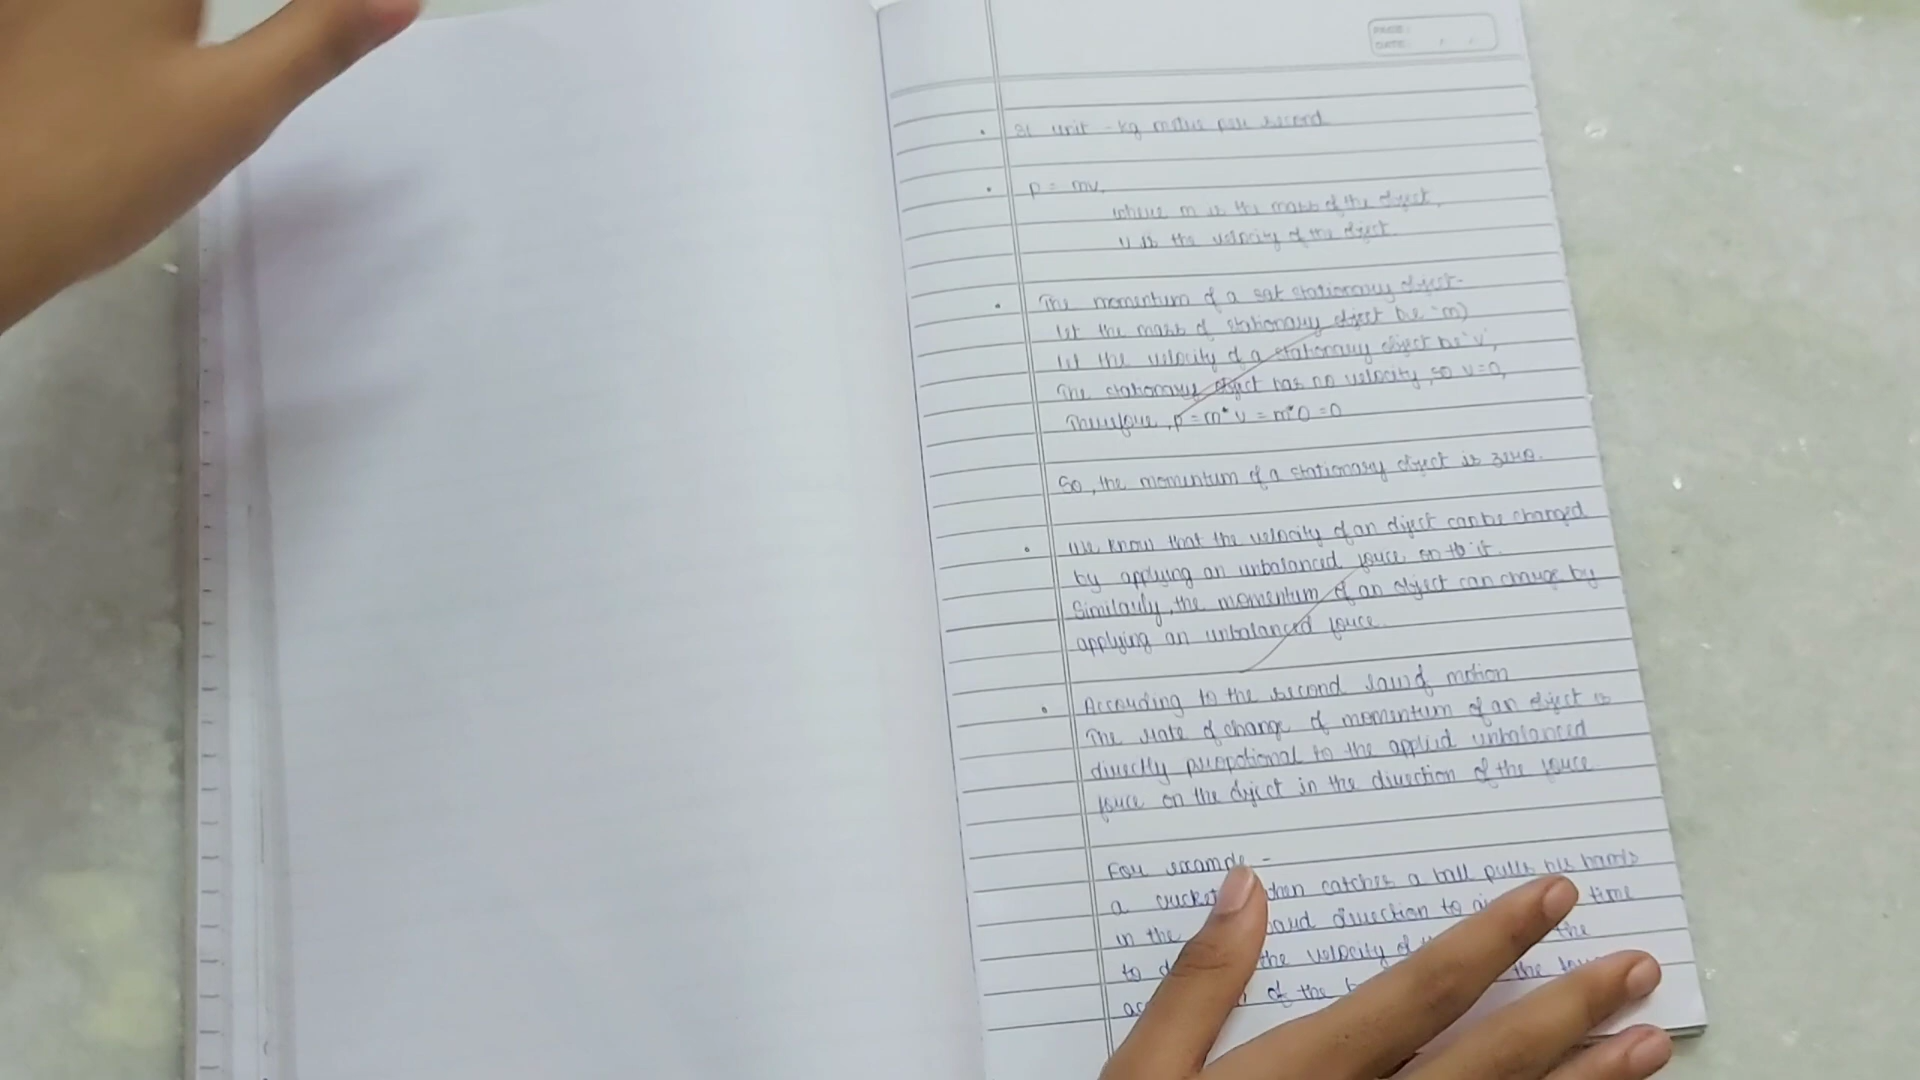 PAGE:
DATE: / /
SI unit - kg metre per second
p = mv,
where m is the mass of the object,
v is the velocity of the object.
The momentum of a sat stationary object-
let the mass of stationary object be 'm'
let the velocity of a stationary object be 'v',
The stationary object has no velocity, so v=0,
Therefore, p = m* v = m*0 = 0
So, the momentum of a stationary object is zero.
We know that the velocity of an object can be changed
by applying an unbalanced force on to it.
Similarly, the momentum of an object can change by
applying an unbalanced force.
According to the second law of motion
The rate of change of momentum of an object is
directly propotional to the applied unbalanced
force on the object in the direction of the force.
For example -
a cricket when catches a ball pulls his hands
in the direction to time
to the velocity of the
of the the